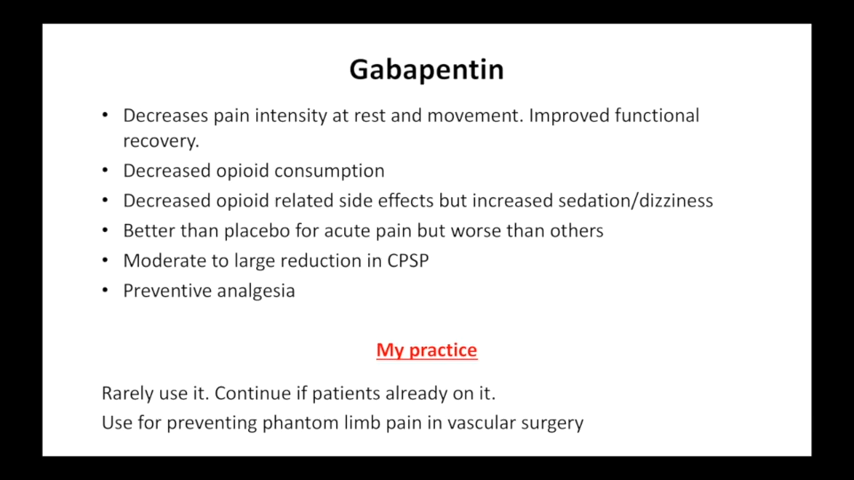 Gabapentin
• Decreases pain intensity at rest and movement. Improved functional
recovery.
• Decreased opioid consumption
• Decreased opioid related side effects but increased sedation/dizziness
• Better than placebo for acute pain but worse than others
• Moderate to large reduction in CPSP
• Preventive analgesia
My practice
Rarely use it. Continue if patients already on it.
Use for preventing phantom limb pain in vascular surgery